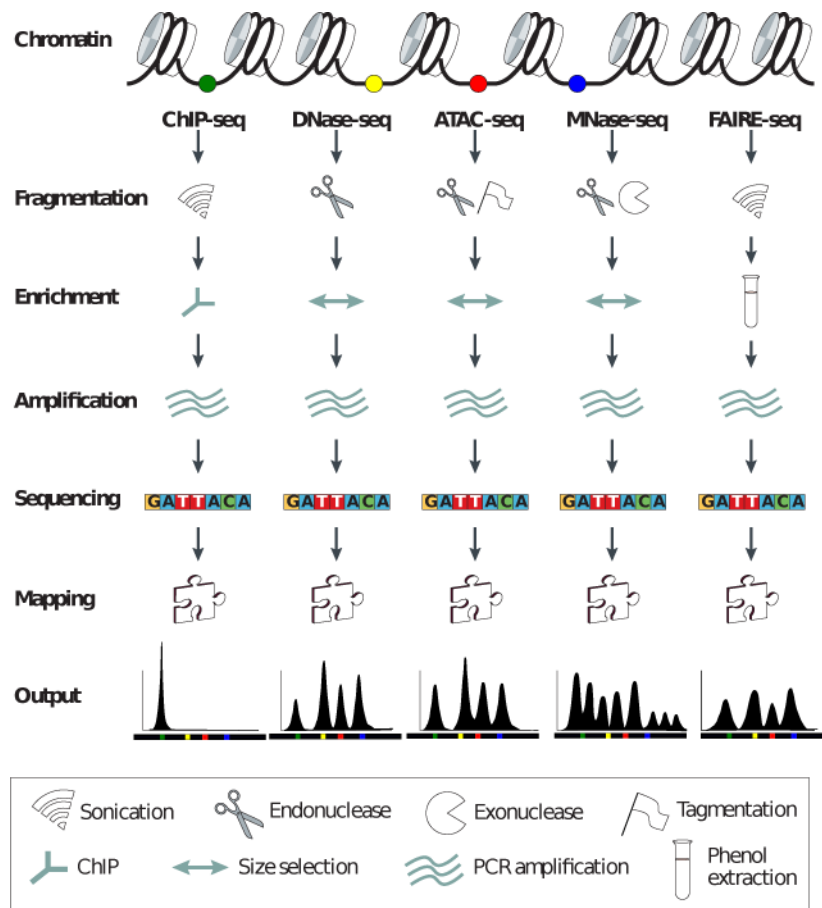 Chromatin
ChIP-seq DNase-seq ATAC-seq MNase-seq FAIRE-seq
Fragmentation
Enrichment
Amplification
Sequencing GATTACA GATTACA GATTACA GATTACA GATTACA
Mapping
Output
Sonication Endonuclease Exonuclease Tagmentation
ChIP Size selection PCR amplification Phenol
extraction